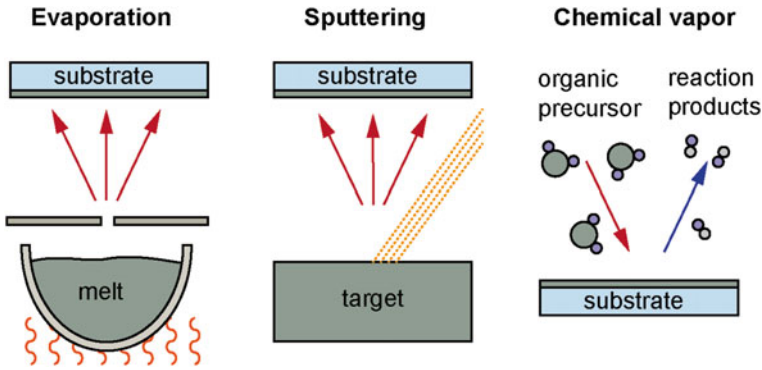 Evaporation
substrate
melt
Sputtering
substrate
target
Chemical vapor
organic
precursor
reaction
products
substrate